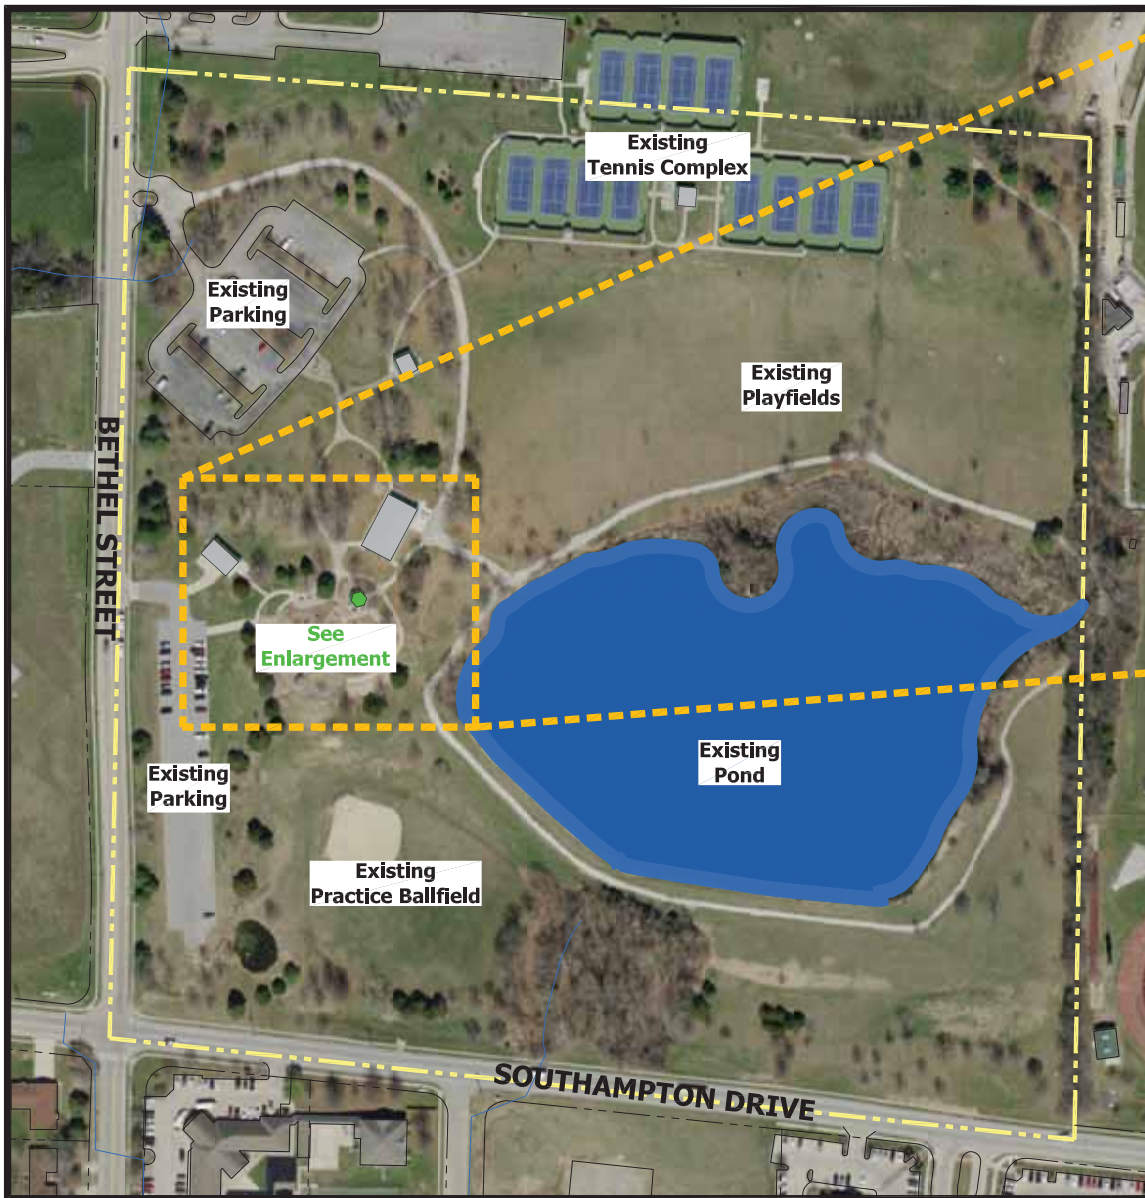 Existing
Tennis Complex
Existing
Parking
Existing
Playfields
BETHEL STREET
See
Enlargement
Existing
Pond
Existing
Parking
Existing
Practice Ballfield
SOUTHAMPTON DRIVE